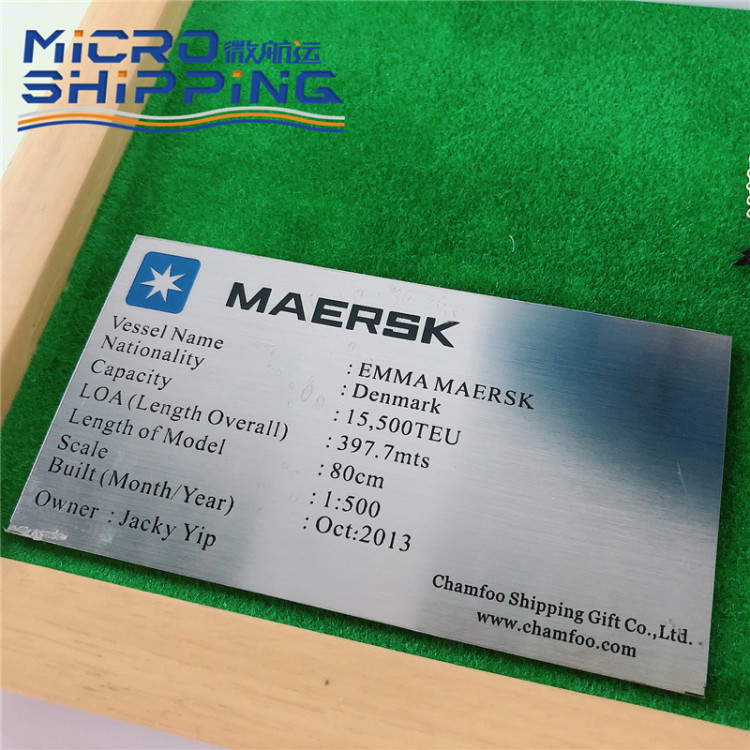 MiCRO 微航运
SHiPPiNG
MAERSK
Vessel Name : EMMA MAERSK
Nationality : Denmark
Capacity : 15,500TEU
LOA (Length Overall) : 397.7mts
Length of Model : 80cm
Scale : 1:500
Built (Month/Year) : Oct:2013
Owner : Jacky Yip
Chamfoo Shipping Gift Co.,Ltd.
www.chamfoo.com